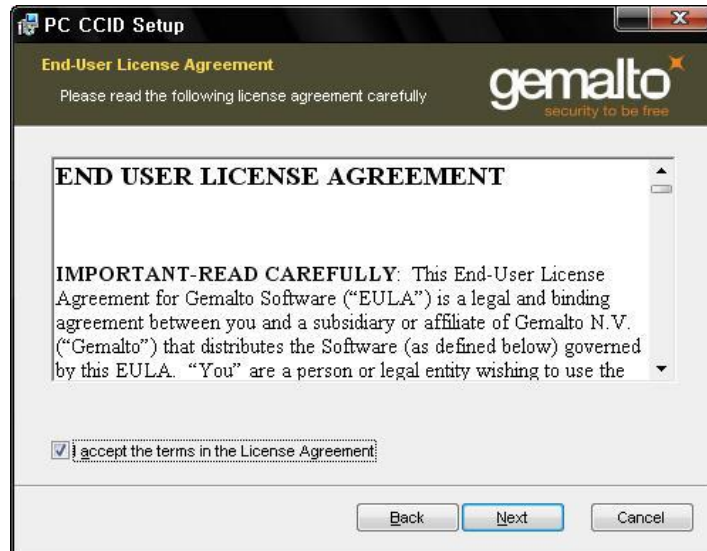 PC CCID Setup
End-User License Agreement
Please read the following license agreement carefully
gemalto
security to be free
END USER LICENSE AGREEMENT
IMPORTANT-READ CAREFULLY: This End-User License
Agreement for Gemalto Software (“EULA”) is a legal and binding
agreement between you and a subsidiary or affiliate of Gemalto N.V.
(“Gemalto”) that distributes the Software (as defined below) governed
by this EULA. “You” are a person or legal entity wishing to use the
I accept the terms in the License Agreement
Back Next Cancel